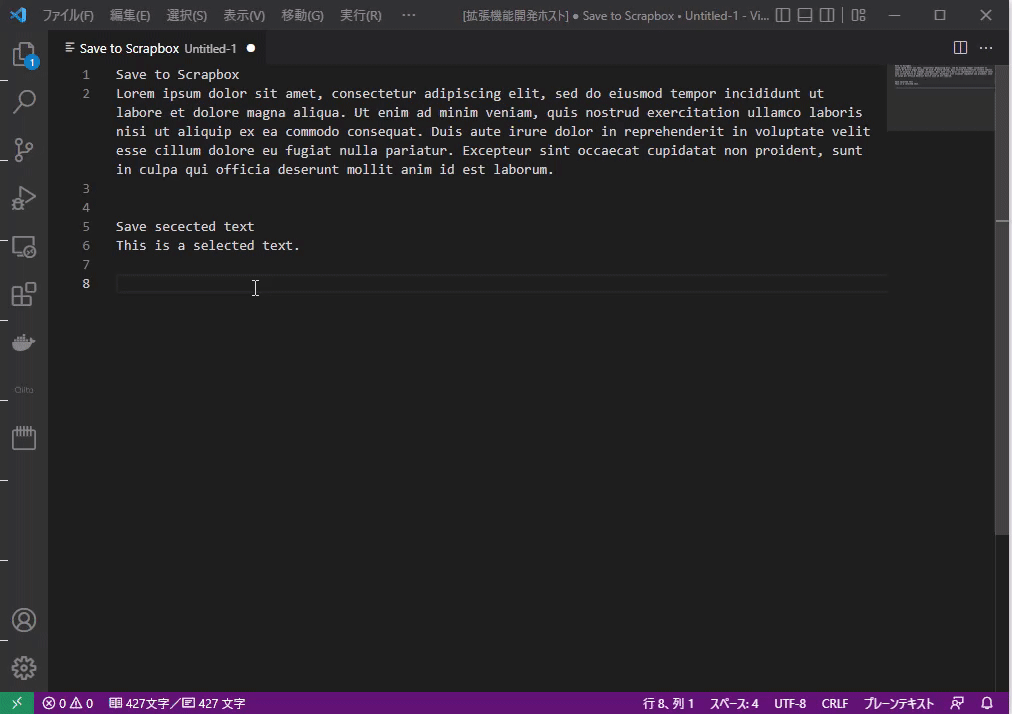 ファイル(F) 編集(E) 選択(S) 表示(V) 移動(G) 実行(R) ··· [拡張機能開発ホスト] ● Save to Scrapbox • Untitled-1 - Vi...
Save to Scrapbox Untitled-1 ●
1
1 Save to Scrapbox
2 Lorem ipsum dolor sit amet, consectetur adipiscing elit, sed do eiusmod tempor incididunt ut
labore et dolore magna aliqua. Ut enim ad minim veniam, quis nostrud exercitation ullamco laboris
nisi ut aliquip ex ea commodo consequat. Duis aute irure dolor in reprehenderit in voluptate velit
esse cillum dolore eu fugiat nulla pariatur. Excepteur sint occaecat cupidatat non proident, sunt
in culpa qui officia deserunt mollit anim id est laborum.
3
4
5 Save secected text
6 This is a selected text.
7
8
Qiita
0 0 427文字／ 427 文字 行 8、列 1 スペース: 4 UTF-8 CRLF プレーンテキスト